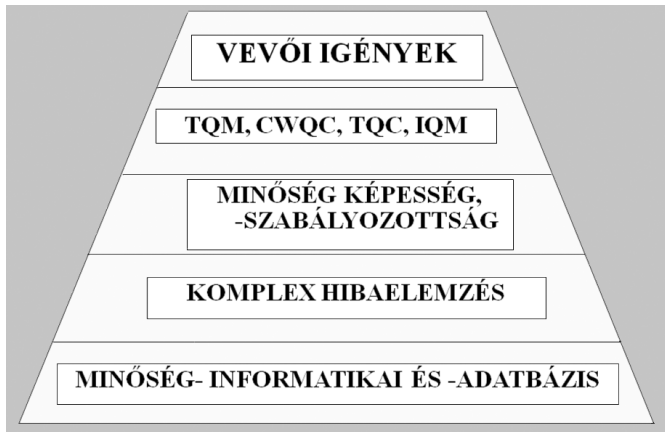 VEVŐI IGÉNYEK
TQM, CWQC, TQC, IQM
MINŐSÉG KÉPESSÉG,
-SZABÁLYOZOTTSÁG
KOMPLEX HIBAELEMZÉS
MINŐSÉG- INFORMATIKAI ÉS -ADATBÁZIS